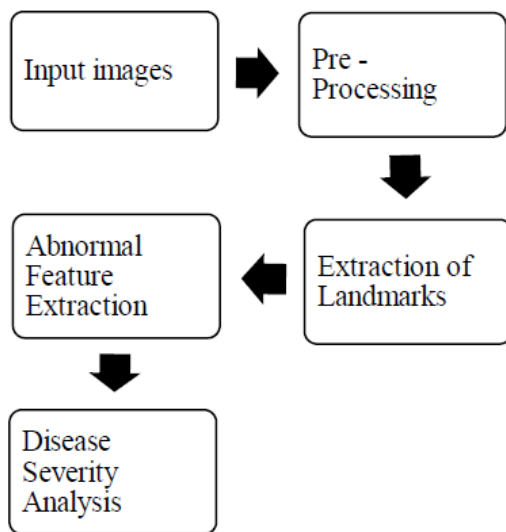 Input images
Pre -
Processing
Extraction of
Landmarks
Abnormal
Feature
Extraction
Disease
Severity
Analysis